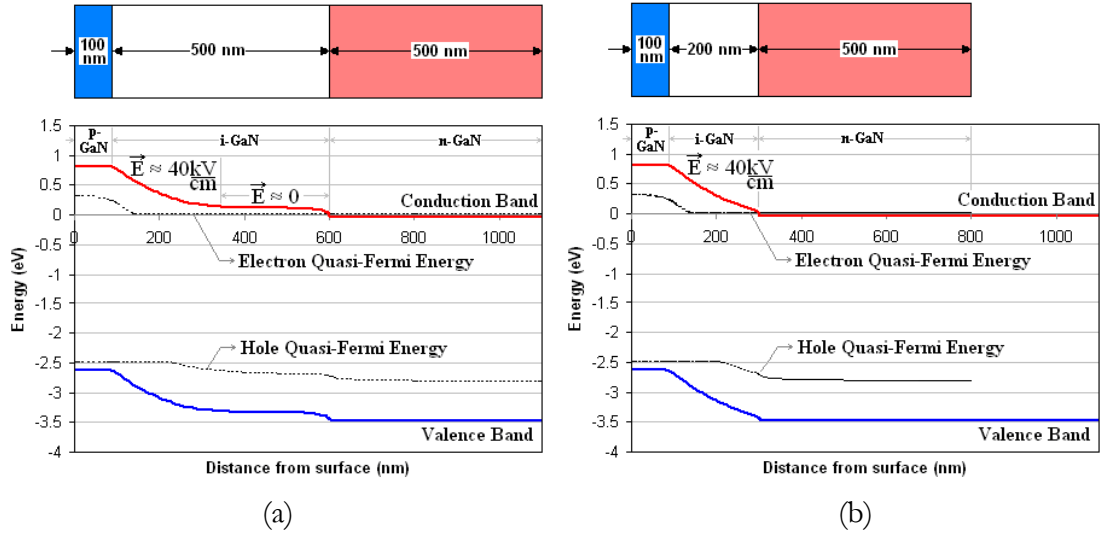 100 nm
500 nm
500 nm
1.5
1
0.5
0
-0.5
-1
-1.5
-2
-2.5
-3
-3.5
-4
Energy (eV)
p-GaN
i-GaN
n-GaN
E ≈ 40 kV/cm
E ≈ 0
Conduction Band
200
400
600
800
1000
Electron Quasi-Fermi Energy
Hole Quasi-Fermi Energy
Valence Band
Distance from surface (nm)
(a)
100 nm
200 nm
500 nm
1.5
1
0.5
0
-0.5
-1
-1.5
-2
-2.5
-3
-3.5
-4
Energy (eV)
p-GaN
i-GaN
n-GaN
E ≈ 40 kV/cm
Conduction Band
0
200
400
600
800
1000
Electron Quasi-Fermi Energy
Hole Quasi-Fermi Energy
Valence Band
Distance from surface (nm)
(b)